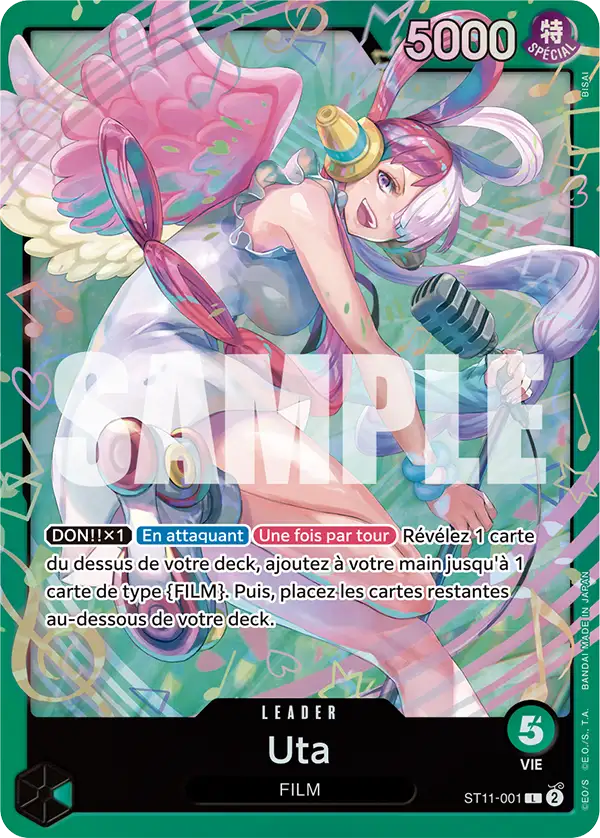 5000
特
SPÉCIAL
BISAI
SAMPLE
DON!!×1 En attaquant Une fois par tour Révélez 1 carte
du dessus de votre deck, ajoutez à votre main jusqu'à 1
carte de type {FILM}. Puis, placez les cartes restantes
au-dessous de votre deck.
LEADER
Uta
FILM
5
VIE
ST11-001 L 2
©E.O./S ©E.O./S., T.A. BANDAI MADE IN JAPAN